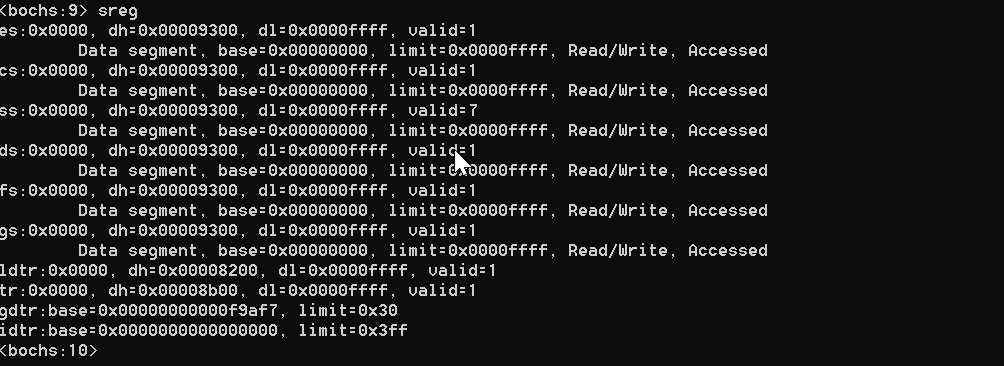 <bochs:9> sreg
es:0x0000, dh=0x00009300, dl=0x0000ffff, valid=1
Data segment, base=0x00000000, limit=0x0000ffff, Read/Write, Accessed
cs:0x0000, dh=0x00009300, dl=0x0000ffff, valid=1
Data segment, base=0x00000000, limit=0x0000ffff, Read/Write, Accessed
ss:0x0000, dh=0x00009300, dl=0x0000ffff, valid=7
Data segment, base=0x00000000, limit=0x0000ffff, Read/Write, Accessed
ds:0x0000, dh=0x00009300, dl=0x0000ffff, valid=1
Data segment, base=0x00000000, limit=0x0000ffff, Read/Write, Accessed
fs:0x0000, dh=0x00009300, dl=0x0000ffff, valid=1
Data segment, base=0x00000000, limit=0x0000ffff, Read/Write, Accessed
gs:0x0000, dh=0x00009300, dl=0x0000ffff, valid=1
Data segment, base=0x00000000, limit=0x0000ffff, Read/Write, Accessed
ldtr:0x0000, dh=0x00008200, dl=0x0000ffff, valid=1
tr:0x0000, dh=0x00008b00, dl=0x0000ffff, valid=1
gdtr:base=0x00000000000f9af7, limit=0x30
idtr:base=0x0000000000000000, limit=0x3ff
<bochs:10>